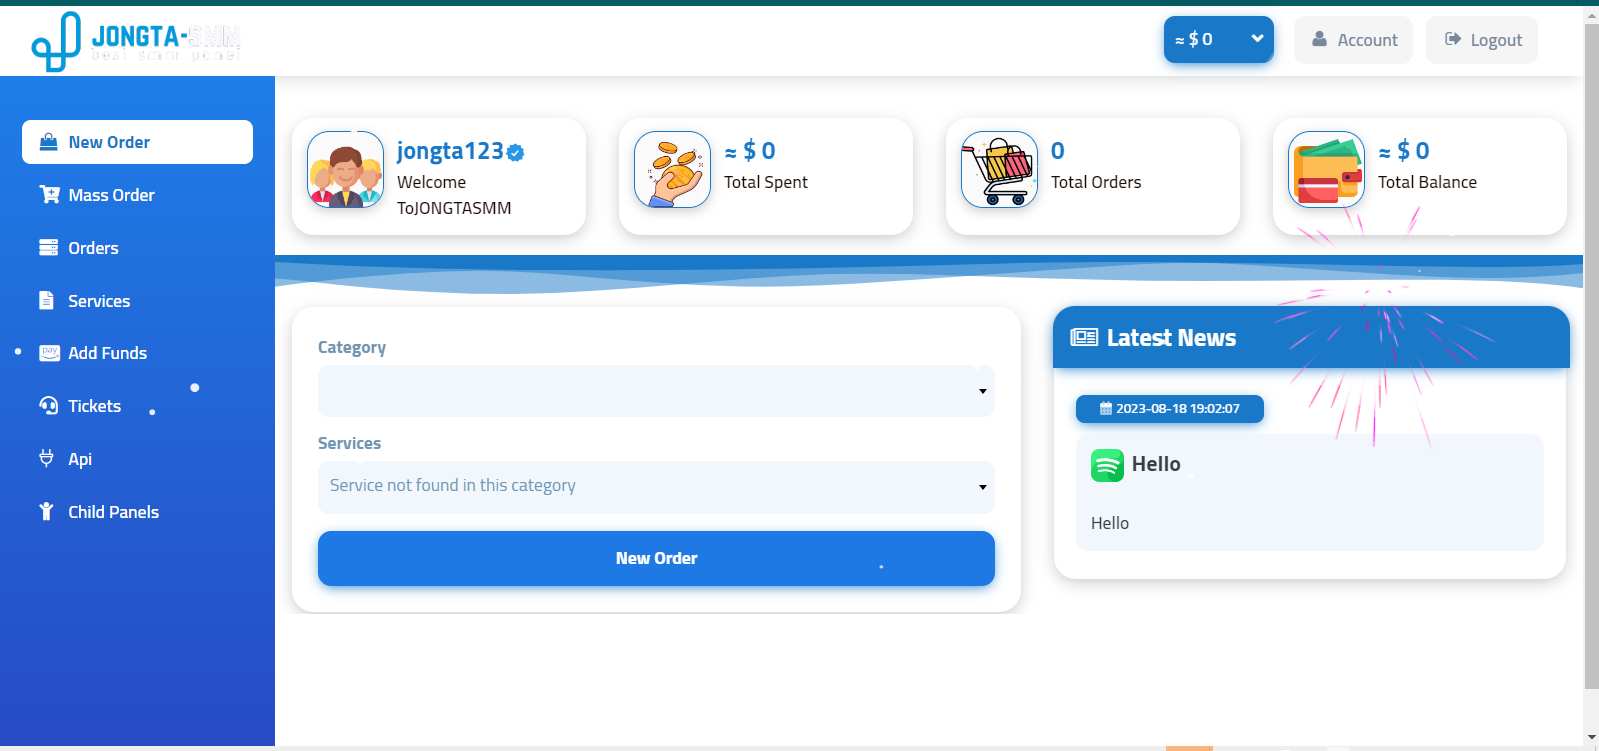 JONGTA-SMM
best smm panel
≈ $ 0
Account
Logout
New Order
Mass Order
Orders
Services
pay
Add Funds
Tickets
Api
Child Panels
jongta123
Welcome
ToJONGTASMM
≈ $ 0
Total Spent
0
Total Orders
≈ $ 0
Total Balance
Category
Services
Service not found in this category
New Order
Latest News
2023-08-18 19:02:07
Hello
Hello